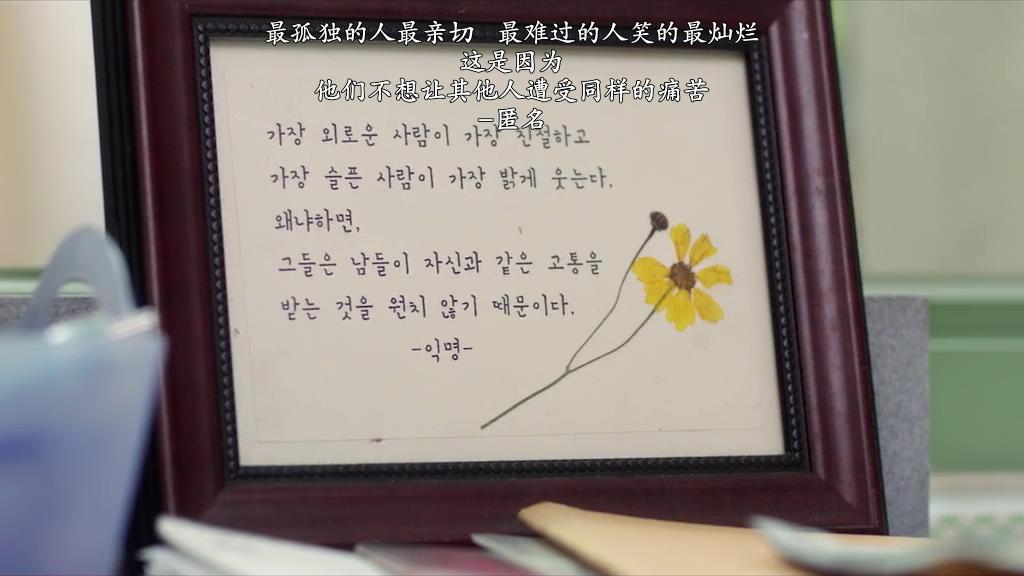 最孤独的人最亲切 最难过的人笑的最灿烂
这是因为
他们不想让其他人遭受同样的痛苦
-匿名
가장 외로운 사람이 가장 친절하고
가장 슬픈 사람이 가장 밝게 웃는다.
왜냐하면,
그들은 남들이 자신과 같은 고통을
받는 것을 원치 않기 때문이다.
-익명-